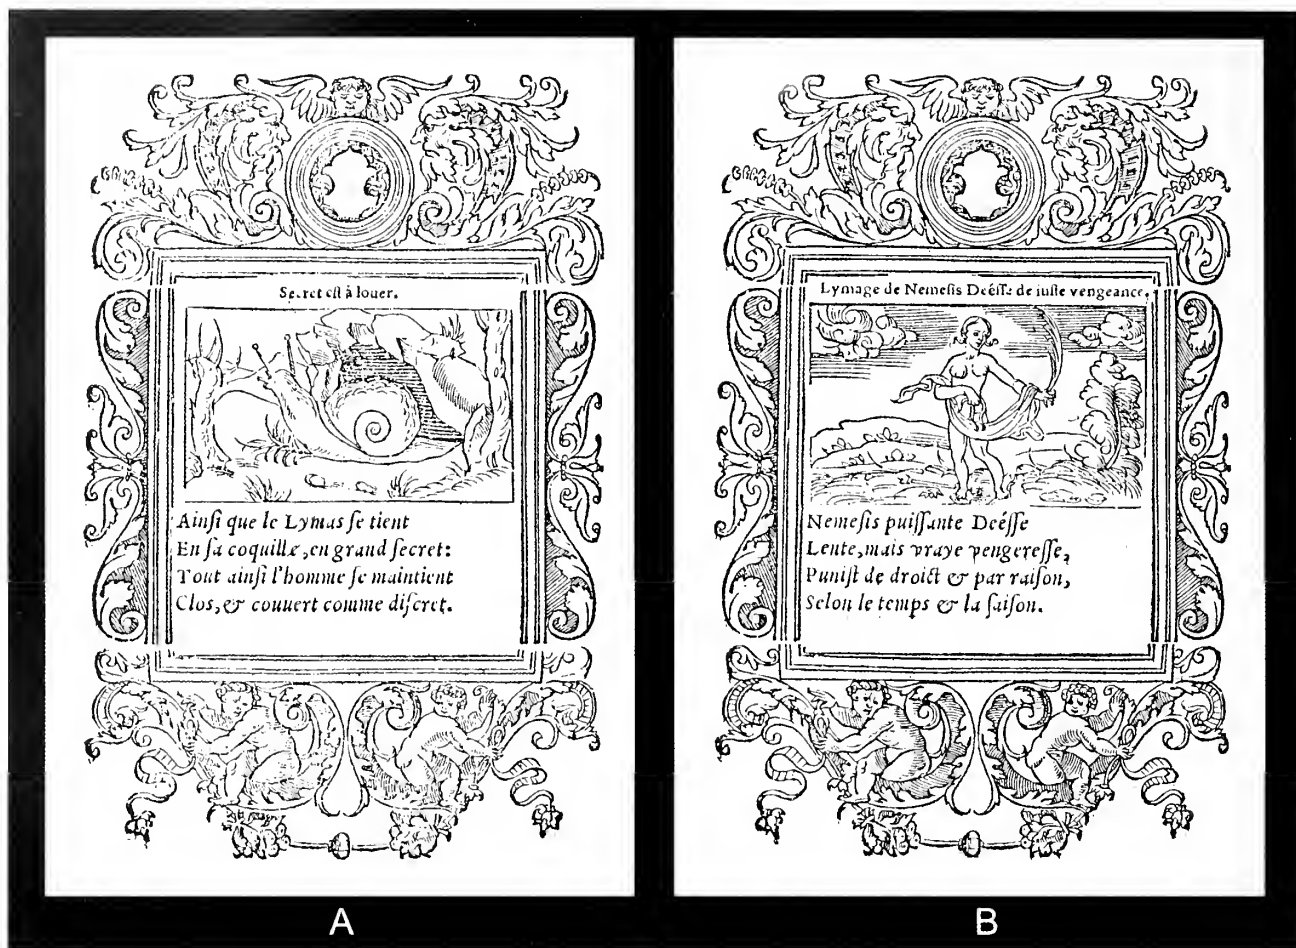 Secret est à louer.
Ainſi que le Lymas ſe tient
En ſa coquille, en grand ſecret:
Tout ainſi l'homme ſe maintient
Clos, & couuert comme diſcret.
A
Lymage de Nemeſis Deéſſe de iuſte vengeance.
Nemeſis puiſſante Deéſſe
Lente, mais vraye vengereſſe,
Puniſt de droict & par raiſon,
Selon le temps & la ſaiſon.
B